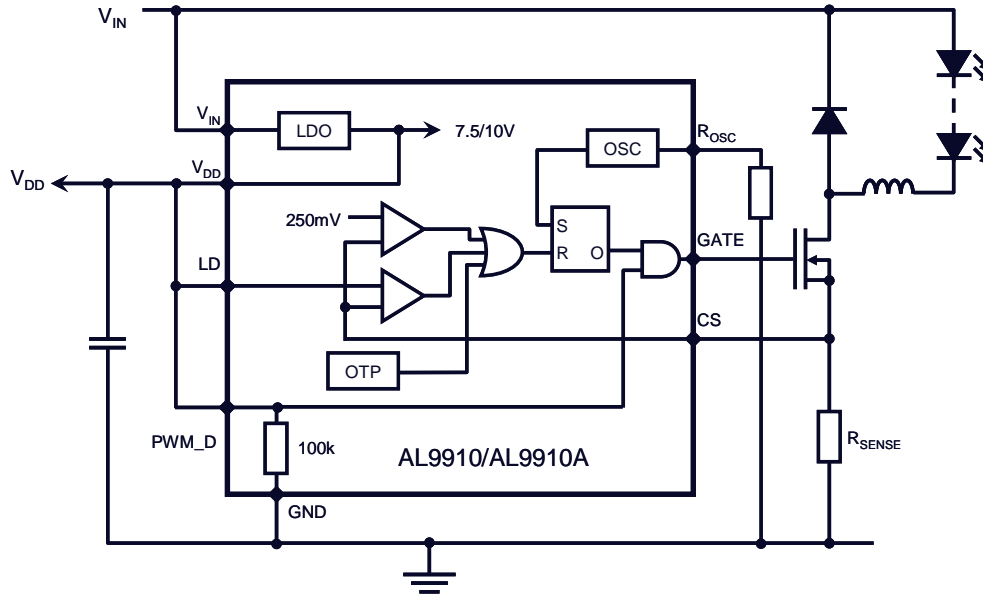 VIN
VIN
LDO
7.5/10V
ROSC
OSC
VDD
VDD
250mV
S
R O
GATE
LD
CS
OTP
PWM_D
100k
RSENSE
AL9910/AL9910A
GND